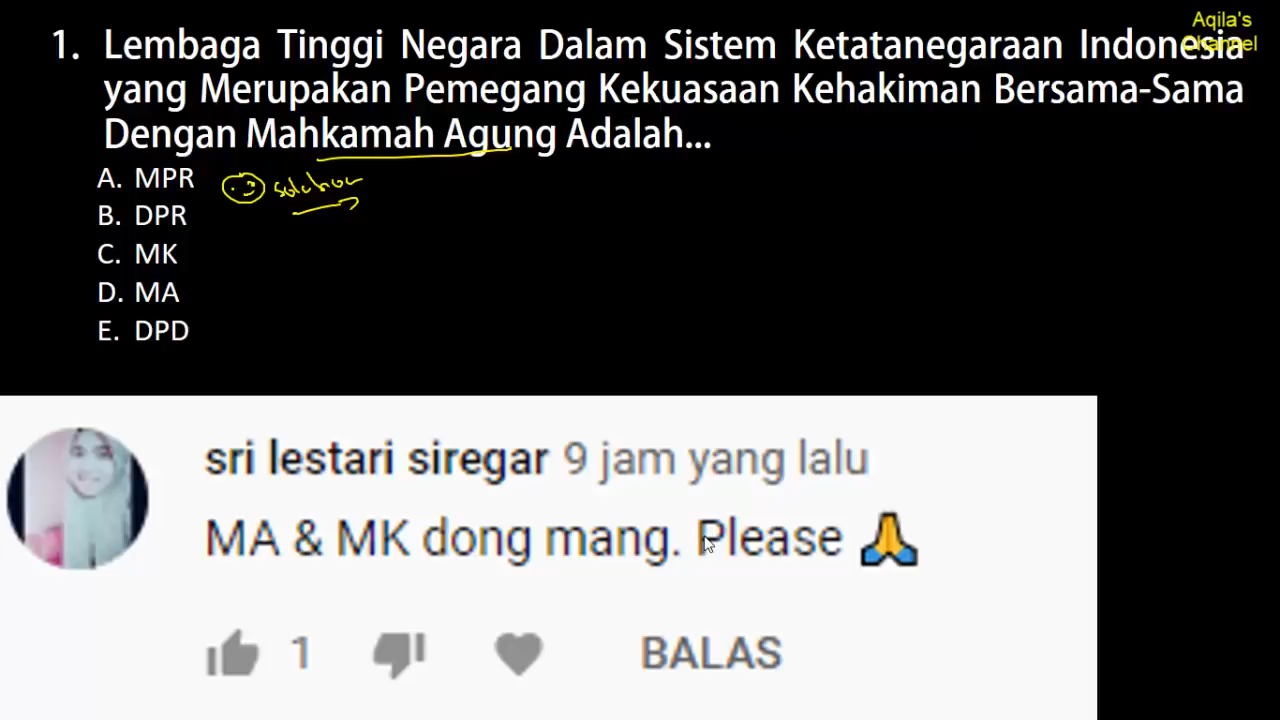 Aqila's
Channel
1. Lembaga Tinggi Negara Dalam Sistem Ketatanegaraan Indonesia
yang Merupakan Pemegang Kekuasaan Kehakiman Bersama-Sama
Dengan Mahkamah Agung Adalah...
A. MPR
B. DPR
C. MK
D. MA
E. DPD
sri lestari siregar 9 jam yang lalu
MA & MK dong mang. Please 🙏
1 BALAS